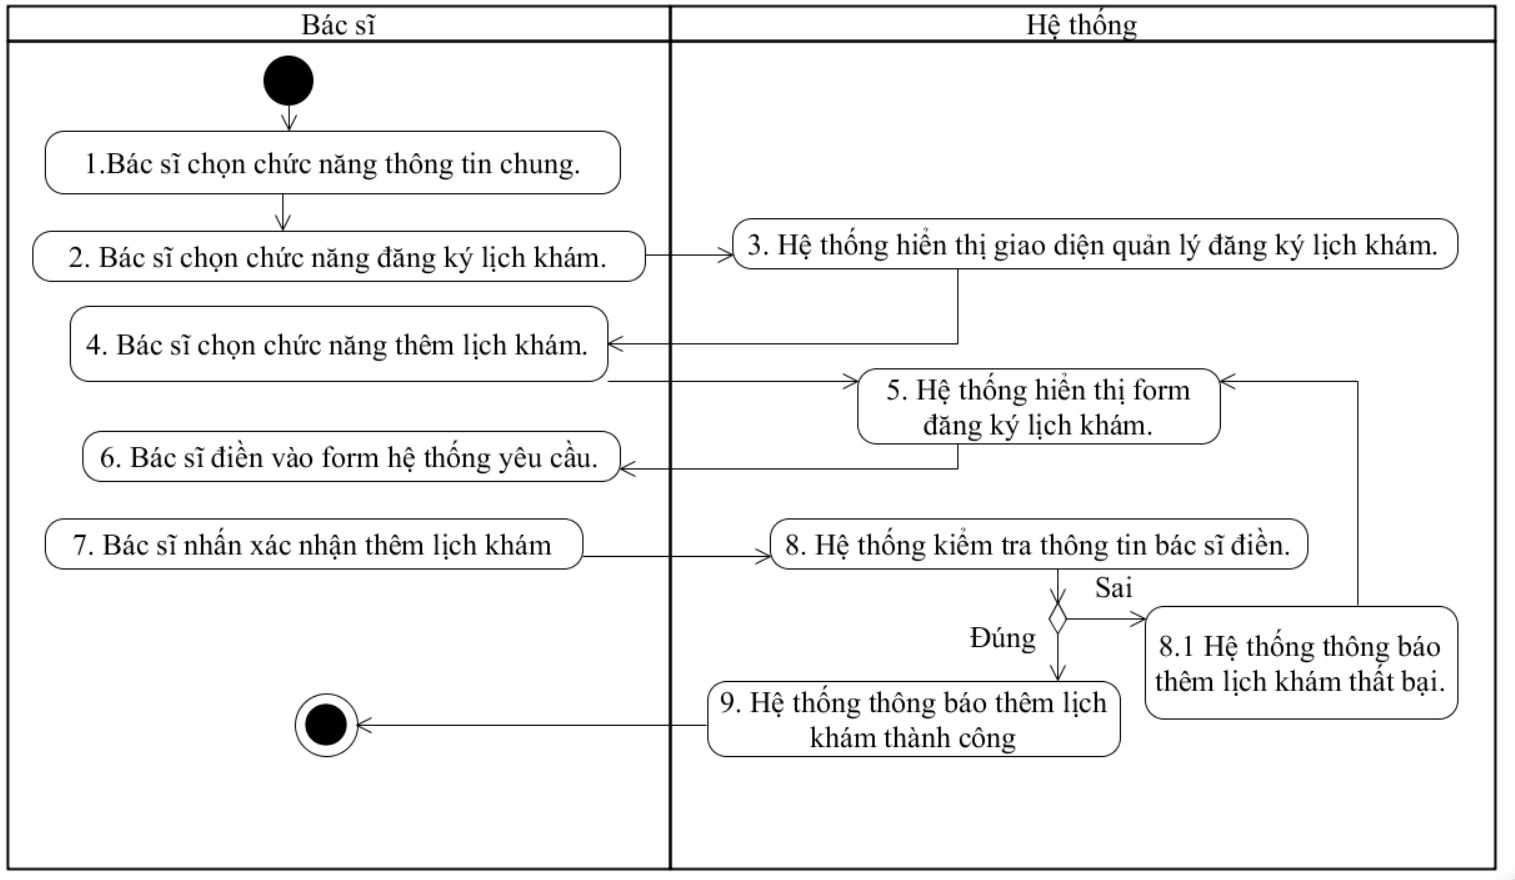 Bác sĩ
Hệ thống
1.Bác sĩ chọn chức năng thông tin chung.
2. Bác sĩ chọn chức năng đăng ký lịch khám.
3. Hệ thống hiển thị giao diện quản lý đăng ký lịch khám.
4. Bác sĩ chọn chức năng thêm lịch khám.
5. Hệ thống hiển thị form
đăng ký lịch khám.
6. Bác sĩ điền vào form hệ thống yêu cầu.
7. Bác sĩ nhấn xác nhận thêm lịch khám
8. Hệ thống kiểm tra thông tin bác sĩ điền.
Sai
Đúng
8.1 Hệ thống thông báo
thêm lịch khám thất bại.
9. Hệ thống thông báo thêm lịch
khám thành công